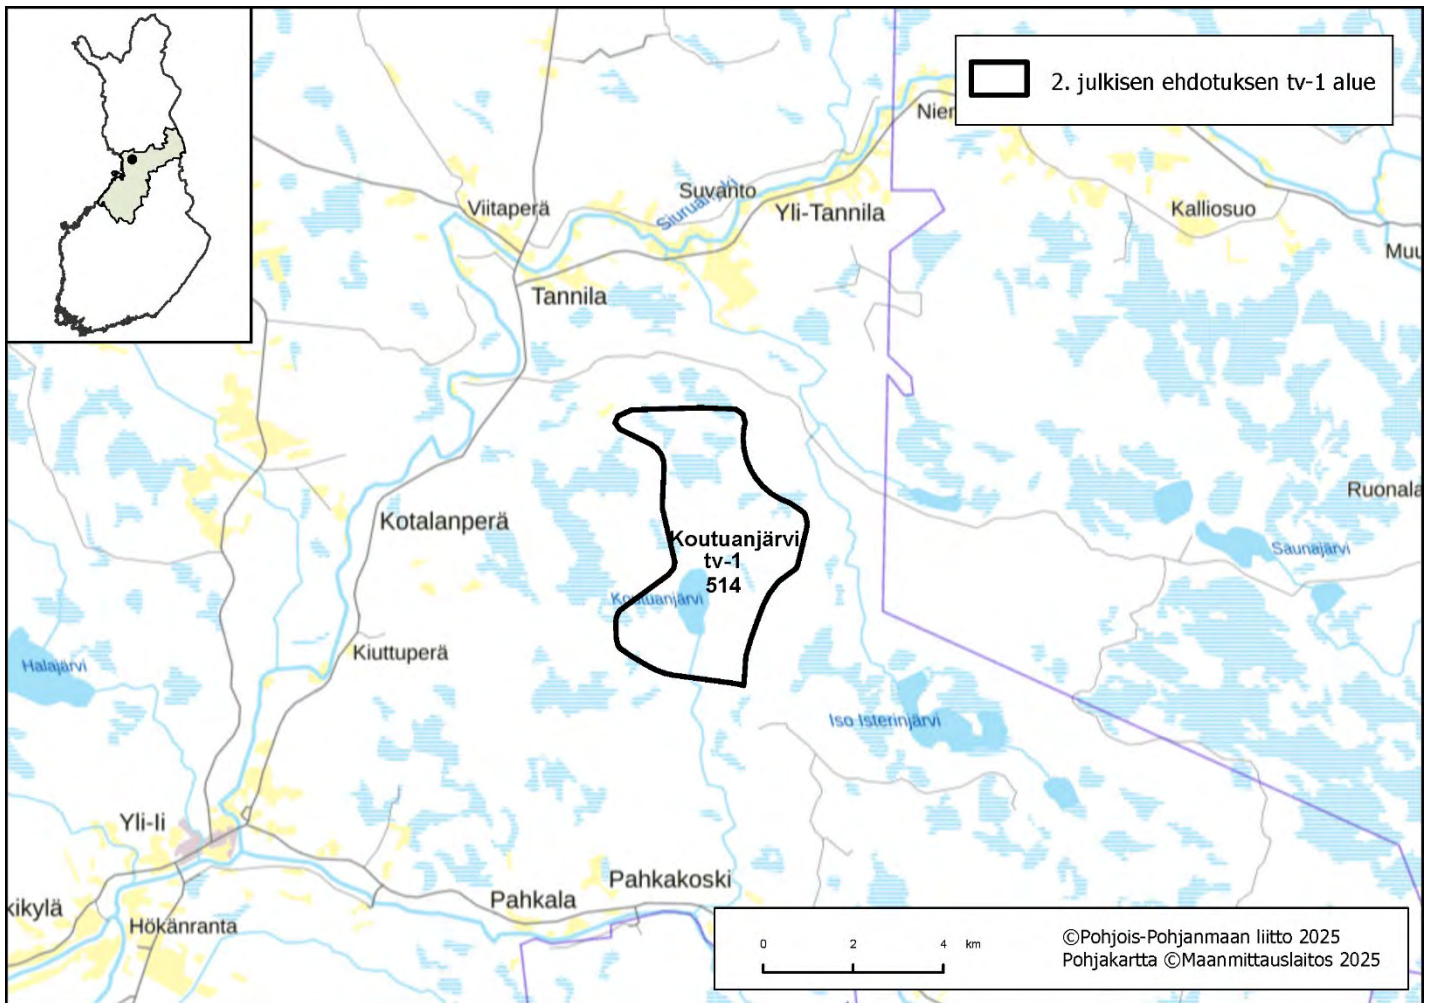 2. julkisen ehdotuksen tv-1 alue
Nier
Suvanto
Siuruanjoki
Viitaperä
Yli-Tannila
Kalliosuo
Muu
Tannila
Ruonala
Kotalanperä
Koutuanjärvi
tv-1
514
Saunajärvi
Koutuanjärvi
Kiuttuperä
Halajärvi
Iso Isterinjärvi
Yli-Ii
Pahkakoski
Pahkala
kikylä
Hökänranta
0 2 4 km
©Pohjois-Pohjanmaan liitto 2025
Pohjakartta ©Maanmittauslaitos 2025